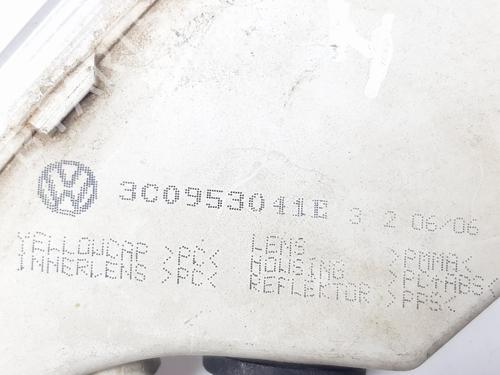 3C0953041E 3 2 06/06
YALLOWCAP >PC< LENS >PMMA<
INNERLENS >PC< HOUSING >PC+ABS<
REFLEKTOR >PPS<